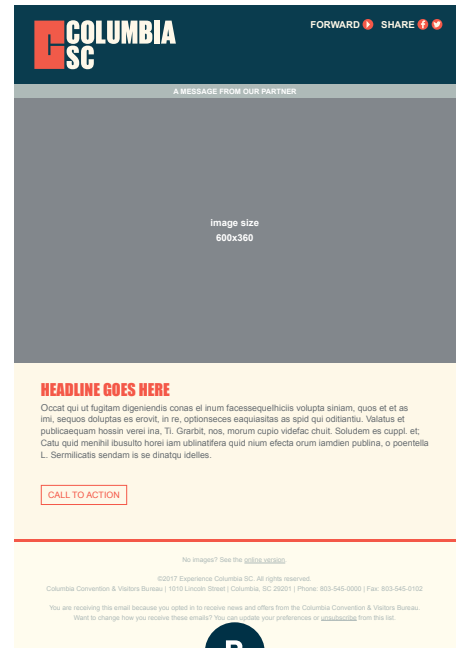 COLUMBIA
SC
FORWARD SHARE
A MESSAGE FROM OUR PARTNER
image size
600x360
HEADLINE GOES HERE
Occat qui ut fugitam digeniendis conas el inum facessequelhiciis volupta siniam, quos et et as
imi, sequos doluptas es erovit, in re, optionseces eaquiasitas as spid qui oditiantiu. Valatus et
publicaequam hossin verei ina, Ti. Grarbit, nos, morum cupio videfac chuit. Soludem es cuppl. et;
Catu quid menihil ibusulto horei iam ublinatifera quid nium efecta orum iamdien publina, o poentella
L. Sermilicatis sendam is se dinatqu idelles.
CALL TO ACTION
No images? See the online version.
©2017 Experience Columbia SC. All rights reserved.
Columbia Convention & Visitors Bureau | 1010 Lincoln Street | Columbia, SC 29201 | Phone: 803-545-0000 | Fax: 803-545-0102
You are receiving this email because you opted in to receive news and offers from the Columbia Convention & Visitors Bureau.
Want to change how you receive these emails? You can update your preferences or unsubscribe from this list.